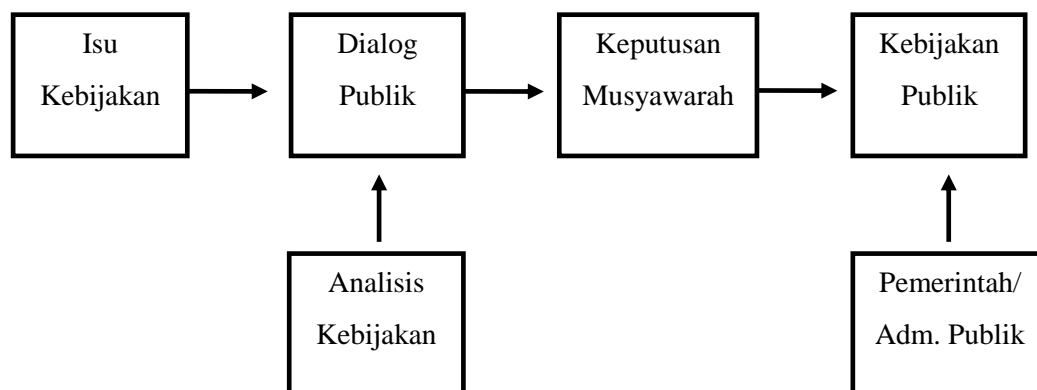 Isu
Kebijakan
Dialog
Publik
Keputusan
Musyawarah
Kebijakan
Publik
Analisis
Kebijakan
Pemerintah/
Adm. Publik